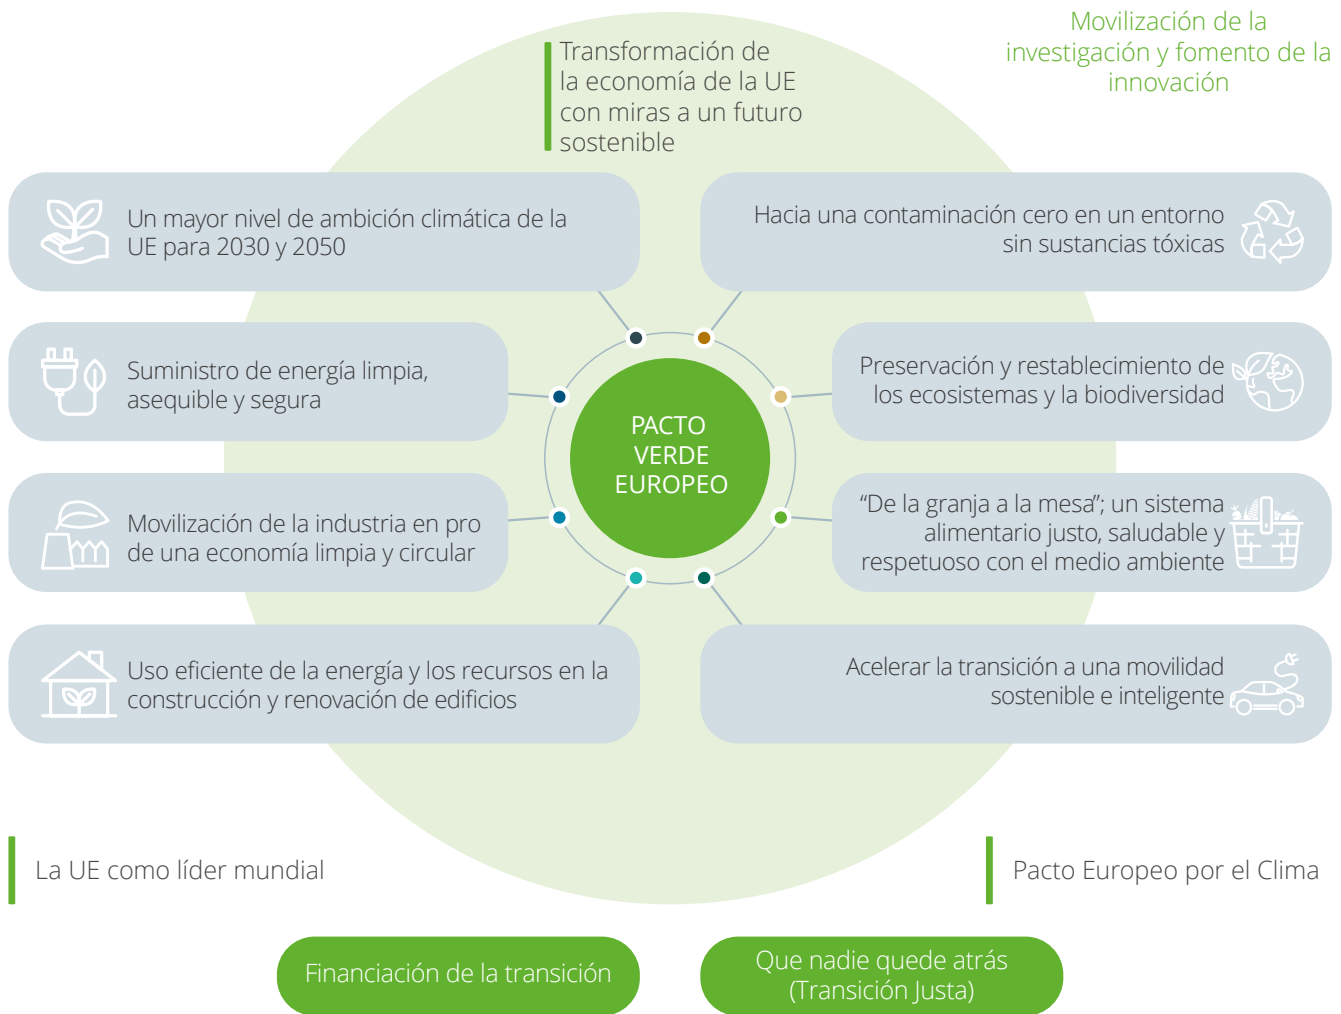 Transformación de
la economía de la UE
con miras a un futuro
sostenible
Movilización de la
investigación y fomento de la
innovación
Un mayor nivel de ambición climática de la
UE para 2030 y 2050
Suministro de energía limpia,
asequible y segura
Movilización de la industria en pro
de una economía limpia y circular
Uso eficiente de la energía y los recursos en la
construcción y renovación de edificios
PACTO
VERDE
EUROPEO
Hacia una contaminación cero en un entorno
sin sustancias tóxicas
Preservación y restablecimiento de
los ecosistemas y la biodiversidad
“De la granja a la mesa”; un sistema
alimentario justo, saludable y
respetuoso con el medio ambiente
Acelerar la transición a una movilidad
sostenible e inteligente
La UE como líder mundial
Pacto Europeo por el Clima
Financiación de la transición
Que nadie quede atrás
(Transición Justa)